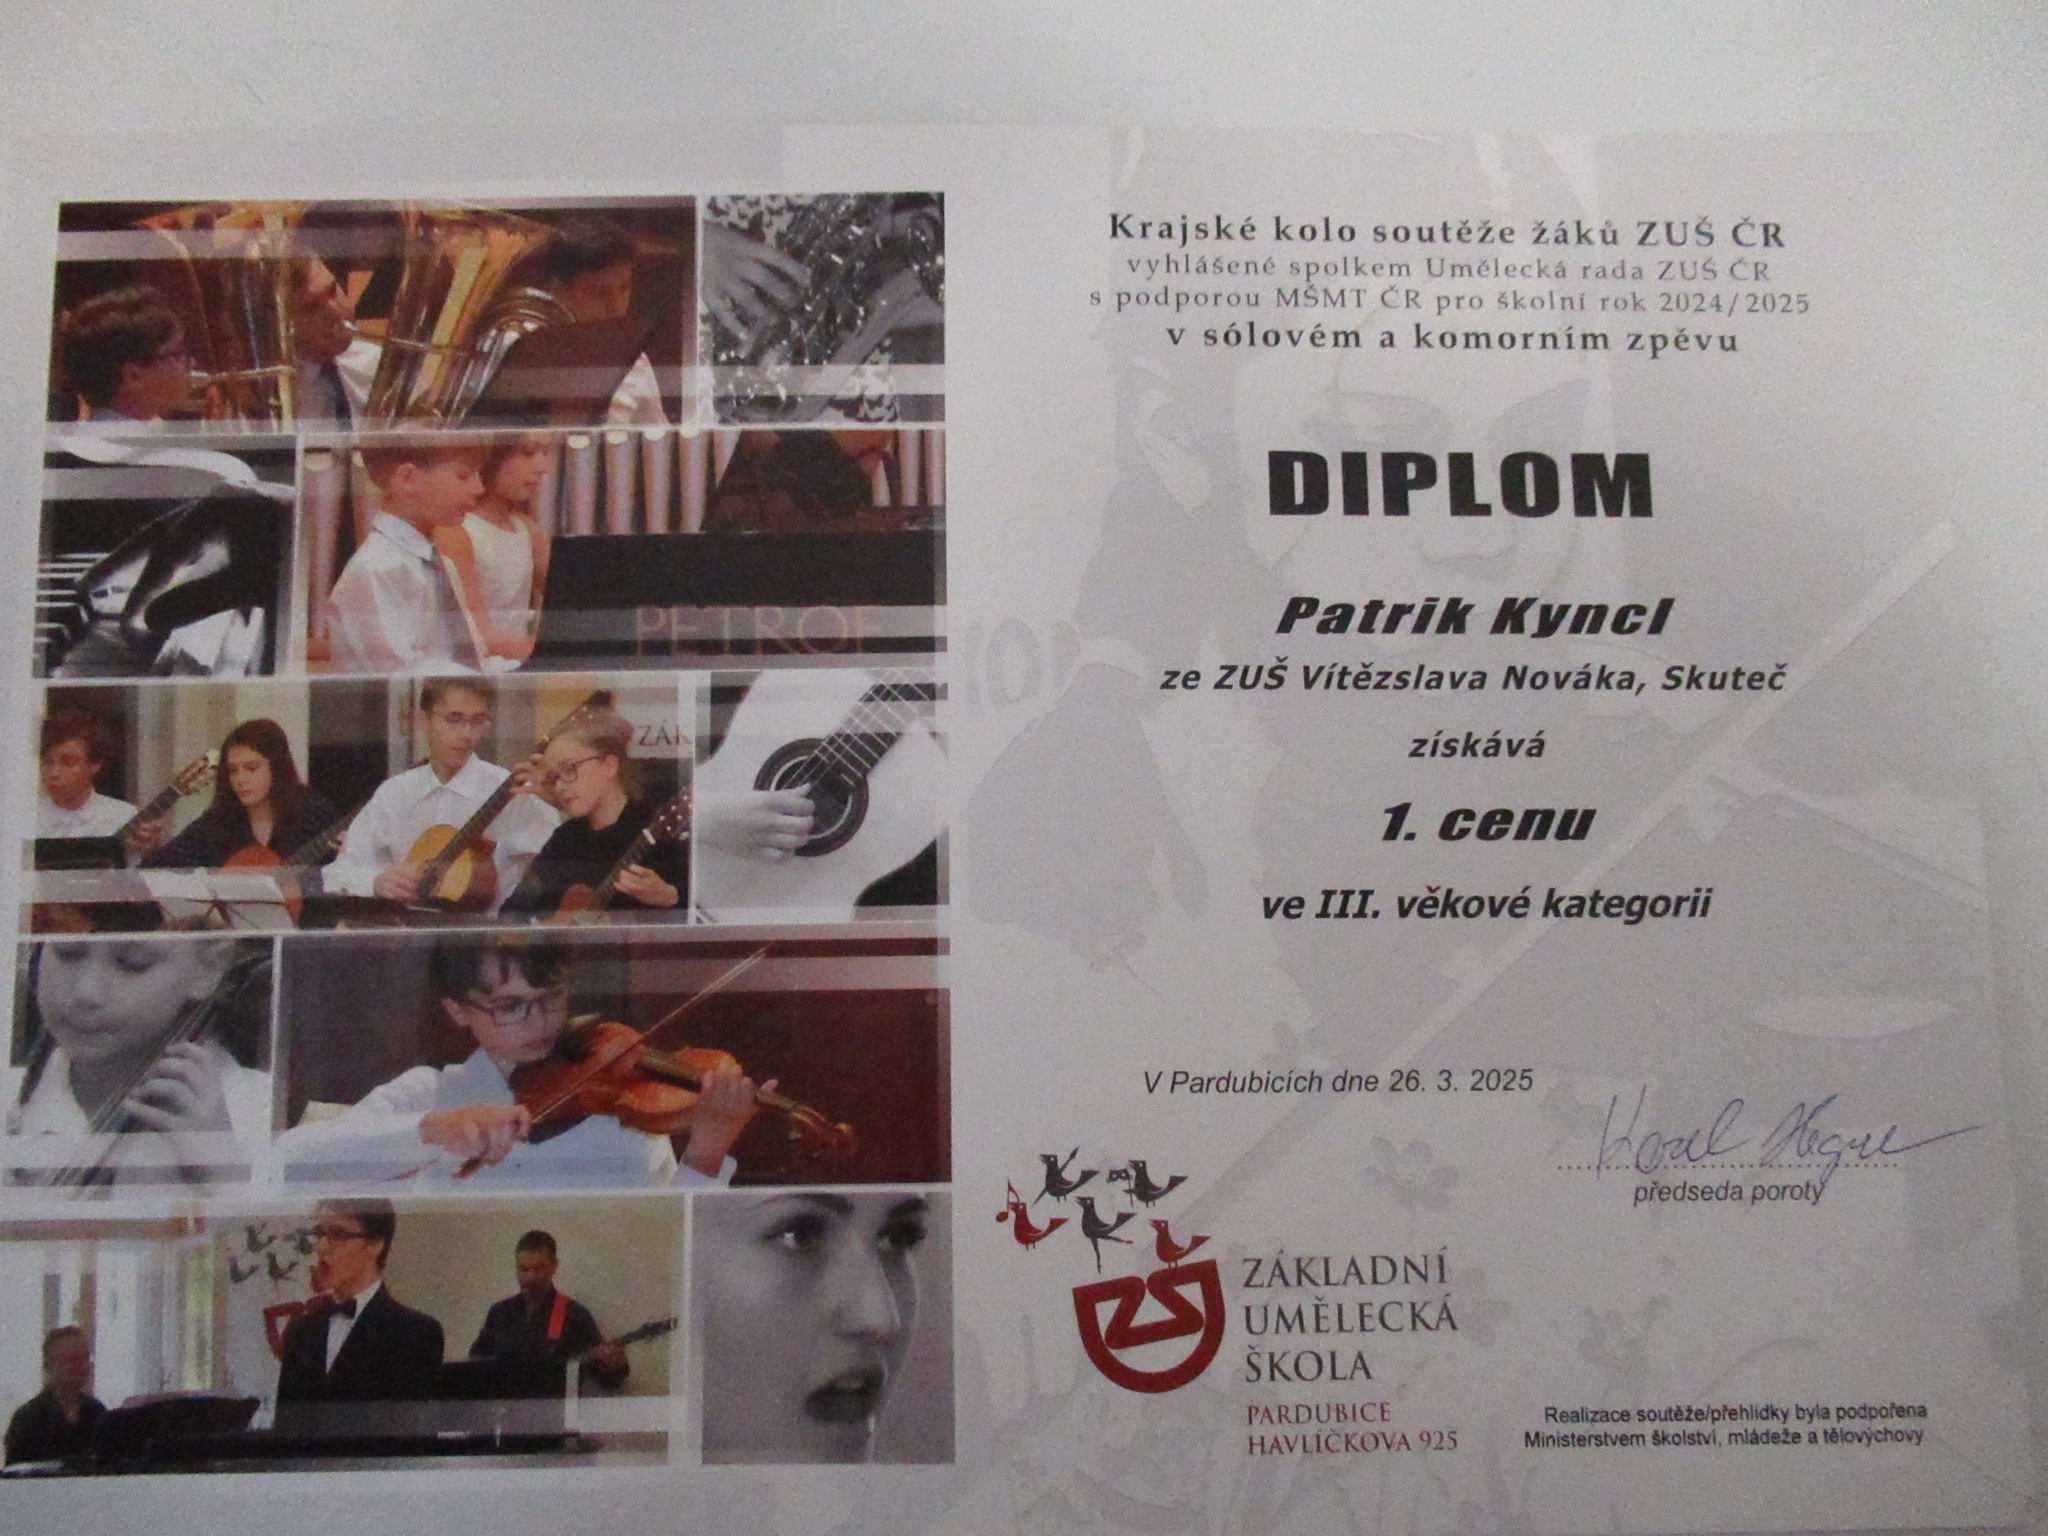 Krajské kolo soutěže žáků ZUŠ ČR
vyhlášené spolkem Umělecká rada ZUŠ ČR
s podporou MŠMT ČR pro školní rok 2024/2025
v sólovém a komorním zpěvu
DIPLOM
Patrik Kyncl
ze ZUŠ Vítězslava Nováka, Skuteč
získává
1. cenu
ve III. věkové kategorii
V Pardubicích dne 26. 3. 2025
předseda poroty
ZÁKLADNÍ
UMĚLECKÁ
ŠKOLA
PARDUBICE
HAVLÍČKOVA 925
Realizace soutěže/přehlídky byla podpořena
Ministerstvem školství, mládeže a tělovýchovy
PETROF
ZÁK